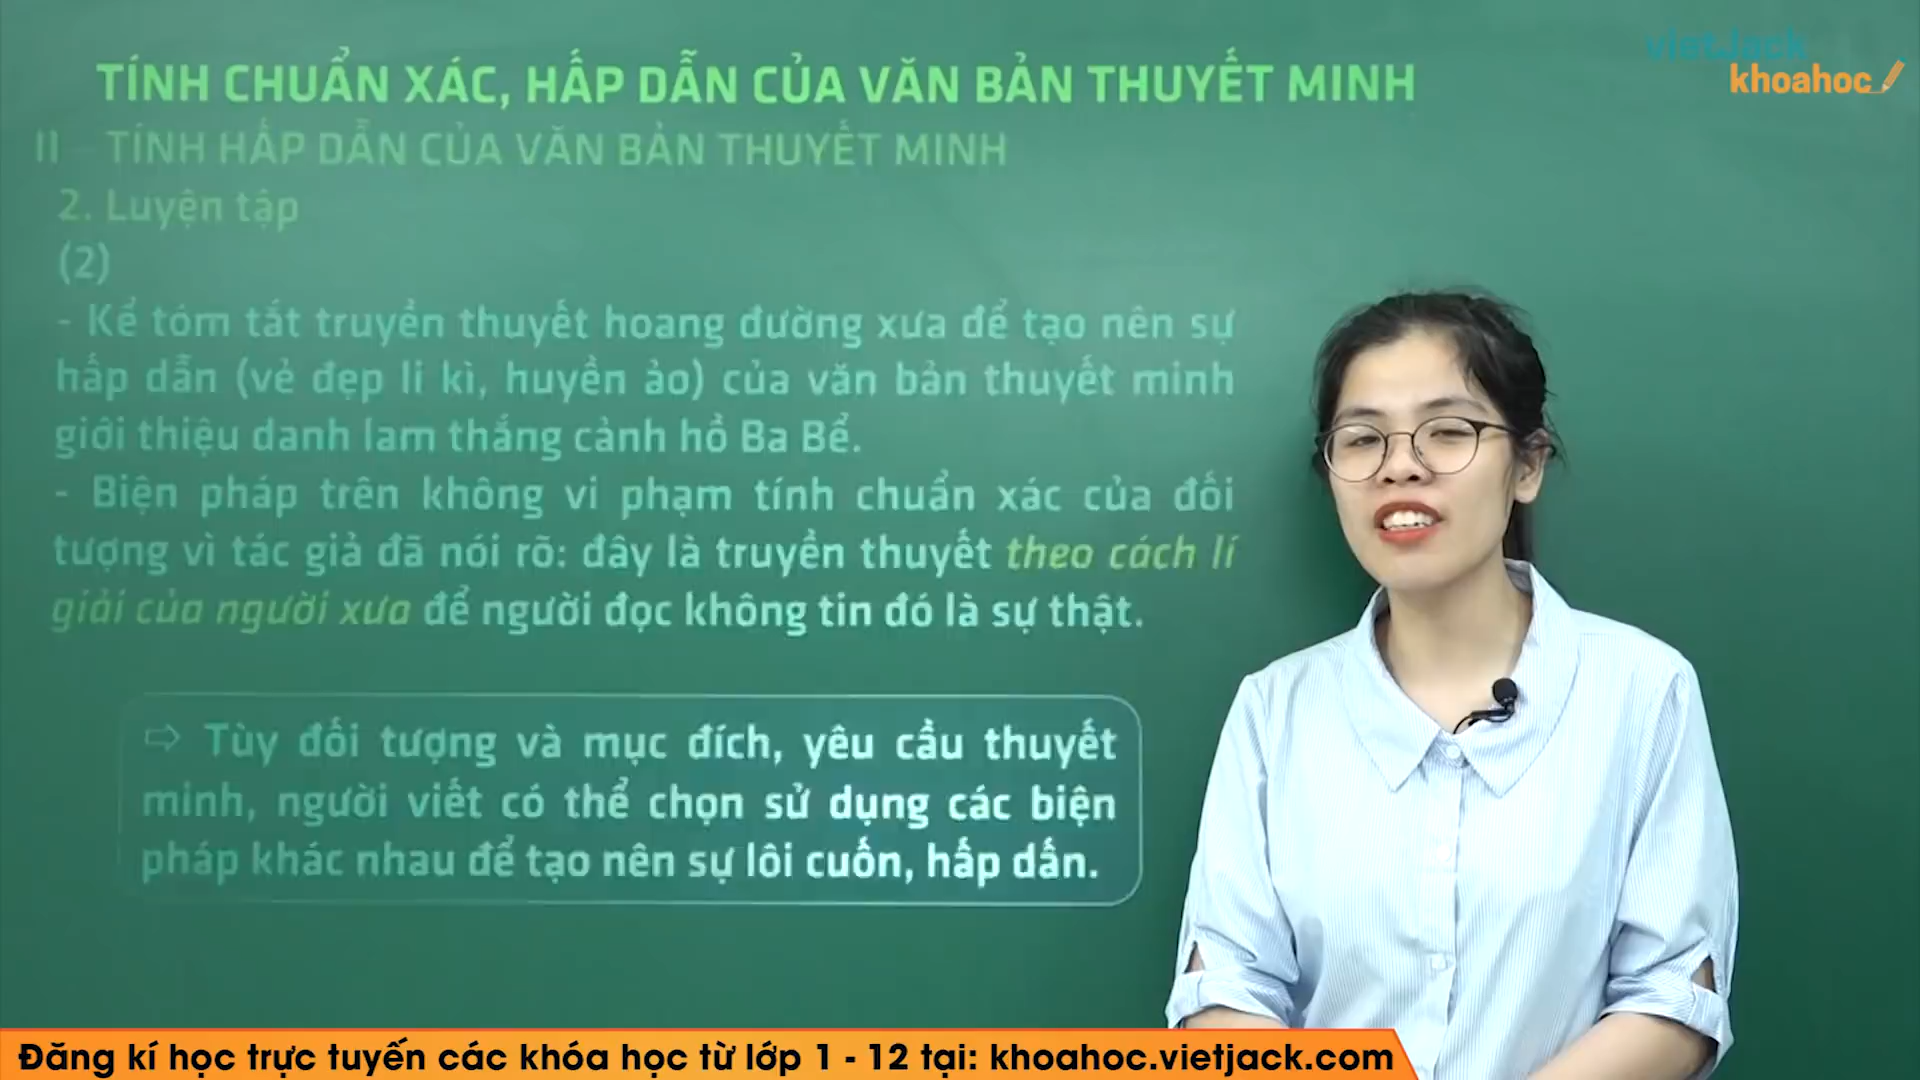 vietJack
khoahoc
TÍNH CHUẨN XÁC, HẤP DẪN CỦA VĂN BẢN THUYẾT MINH
II - TÍNH HẤP DẪN CỦA VĂN BẢN THUYẾT MINH
2. Luyện tập
(2)
- Kể tóm tắt truyền thuyết hoang đường xưa để tạo nên sự
hấp dẫn (vẻ đẹp li kì, huyền ảo) của văn bản thuyết minh
giới thiệu danh lam thắng cảnh hồ Ba Bể.
- Biện pháp trên không vi phạm tính chuẩn xác của đối
tượng vì tác giả đã nói rõ: đây là truyền thuyết theo cách lí
giải của người xưa để người đọc không tin đó là sự thật.
⇨ Tùy đối tượng và mục đích, yêu cầu thuyết
minh, người viết có thể chọn sử dụng các biện
pháp khác nhau để tạo nên sự lôi cuốn, hấp dấn.
Đăng kí học trực tuyến các khóa học từ lớp 1 - 12 tại: khoahoc.vietjack.com